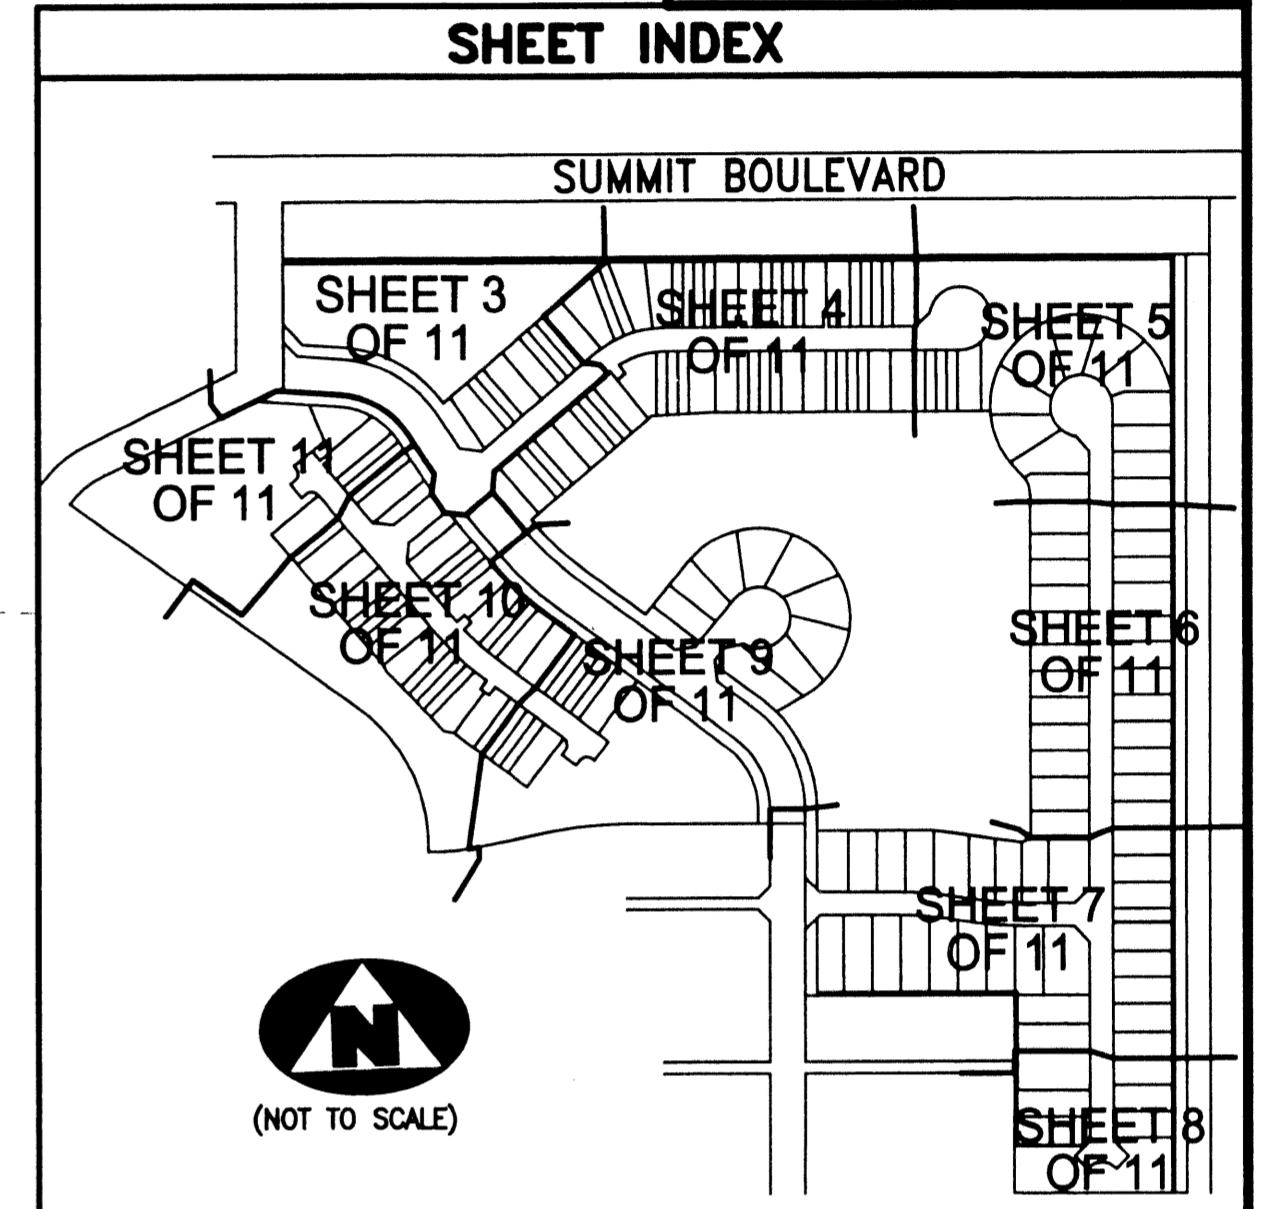 SHEET INDEX
SUMMIT BOULEVARD
SHEET 3
OF 11
SHEET 4
OF 11
SHEET 5
OF 11
SHEET 11
OF 11
SHEET 10
OF 11
SHEET 9
OF 11
SHEET 6
OF 11
SHEET 7
OF 11
N
(NOT TO SCALE)
SHEET 8
OF 11